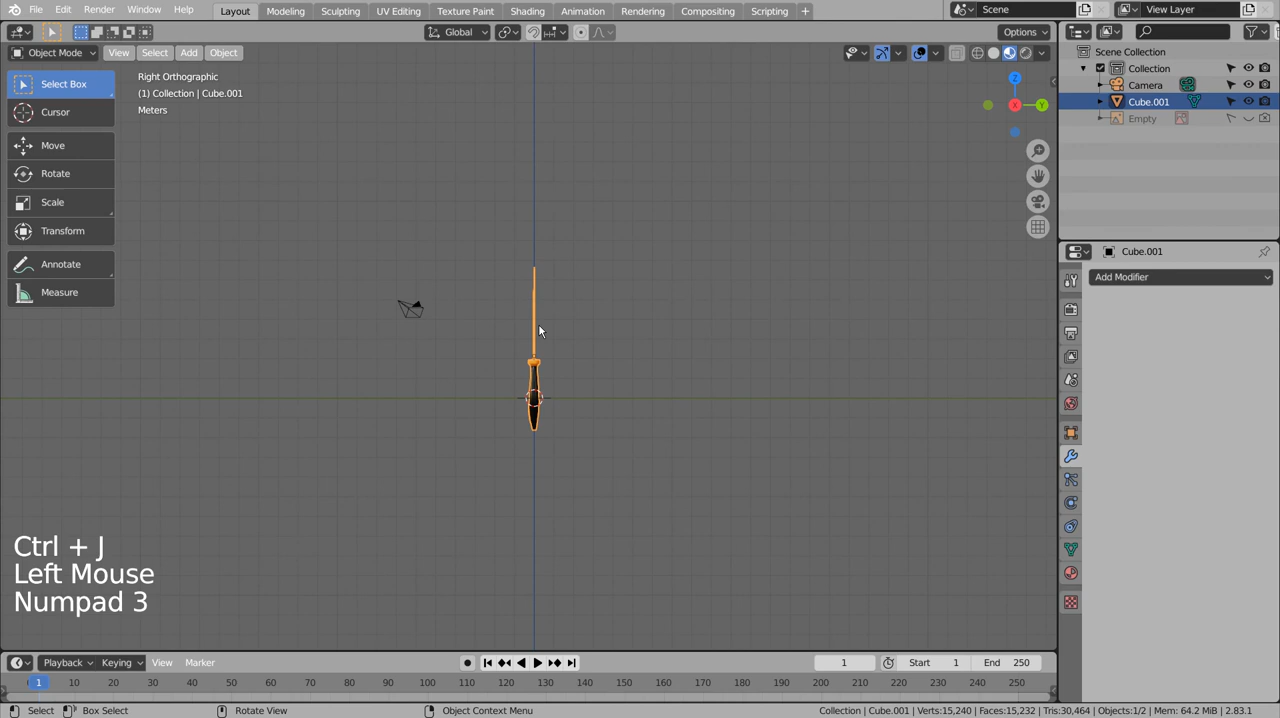 File Edit Render Window Help Layout Modeling Sculpting UV Editing Texture Paint Shading Animation Rendering Compositing Scripting + Scene View Layer
Global Options
Object Mode View Select Add Object
Scene Collection
Collection
Camera
Cube.001
Empty
Select Box
Cursor
Move
Rotate
Scale
Transform
Annotate
Measure
Right Orthographic
(1) Collection | Cube.001
Meters
Z
X
Y
Cube.001
Add Modifier
Ctrl + J
Left Mouse
Numpad 3
Playback Keying View Marker 1 Start 1 End 250
1 10 20 30 40 50 60 70 80 90 100 110 120 130 140 150 160 170 180 190 200 210 220 230 240 250
Select Box Select Rotate View Object Context Menu Collection | Cube.001 | Verts:15,240 | Faces:15,232 | Tris:30,464 | Objects:1/2 | Mem: 64.2 MiB | 2.83.1